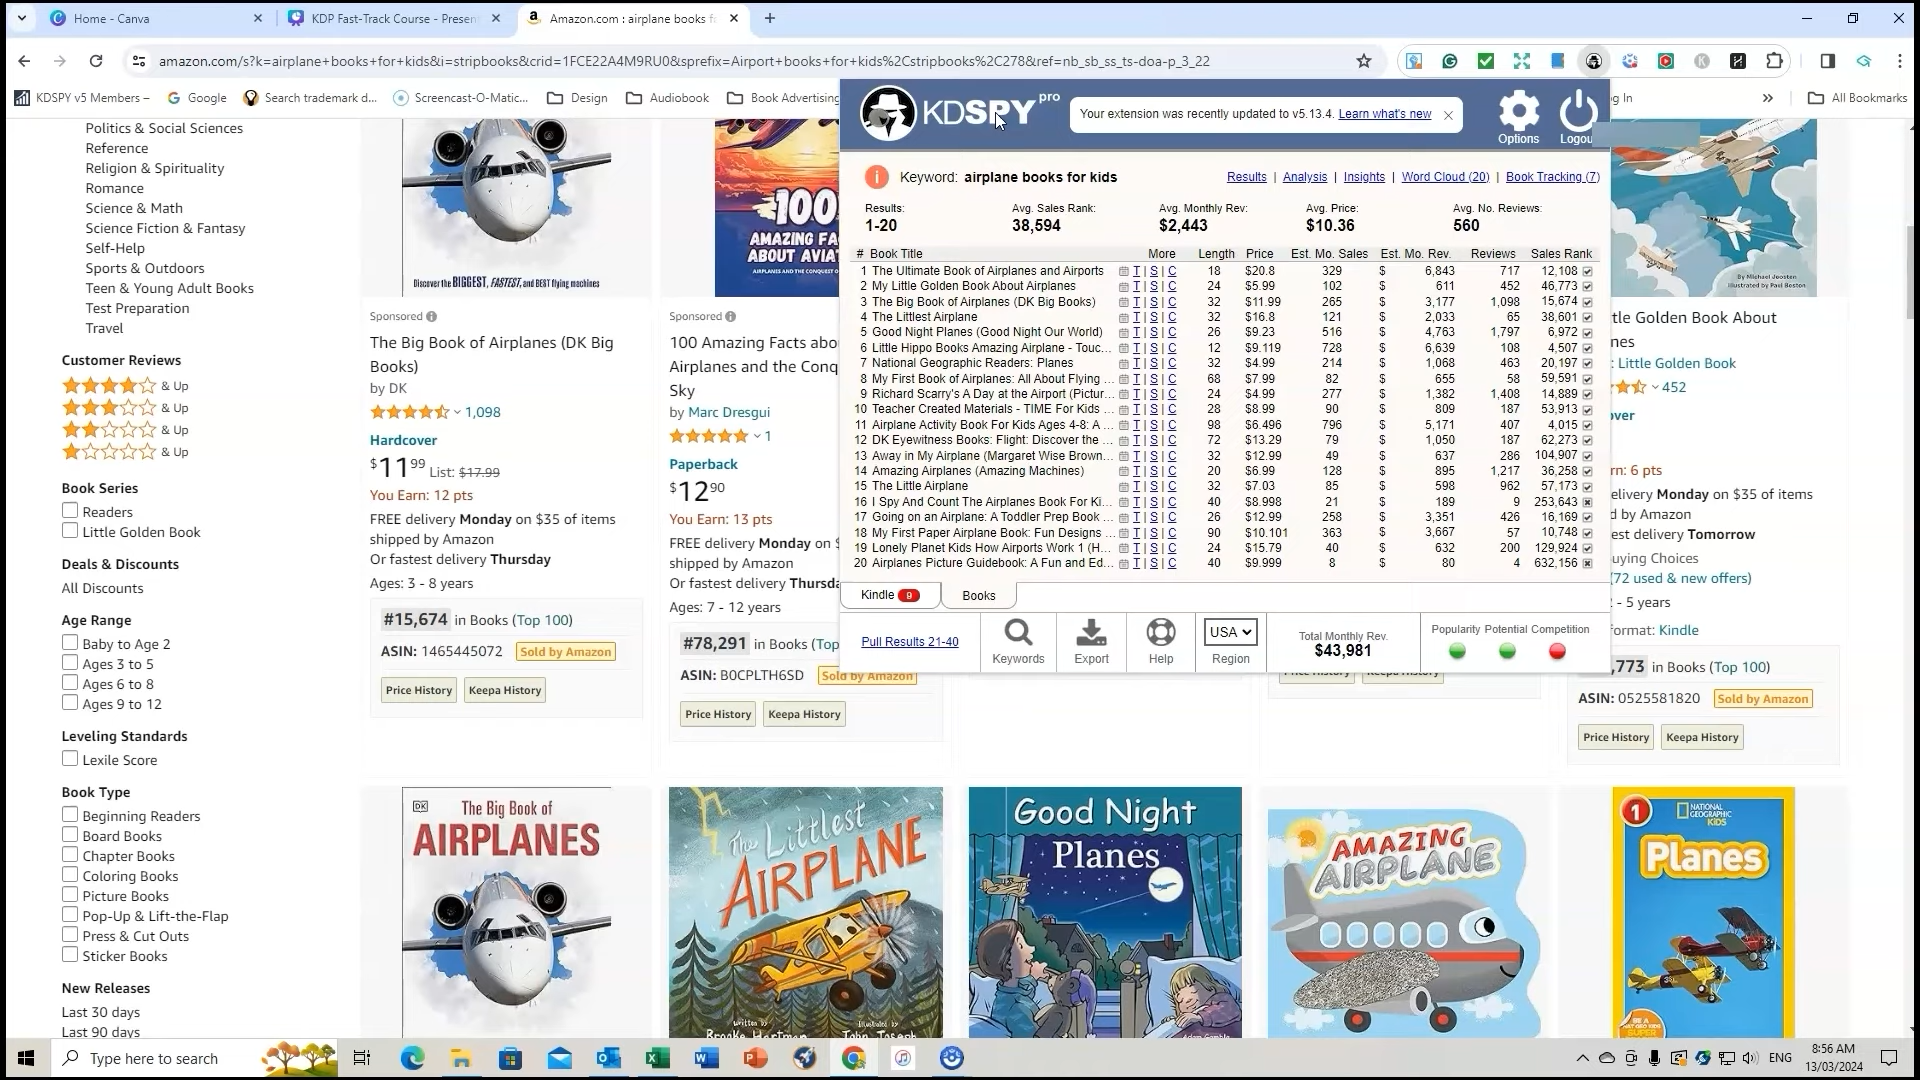 Home - Canva
KDP Fast-Track Course - Presen
Amazon.com : airplane books f
amazon.com/s?k=airplane+books+for+kids&i=stripbooks&crid=1FCE22A4M9RU0&sprefix=Airport+books+for+kids%2Cstripbooks%2C278&ref=nb_sb_ss_ts-doa-p_3_22
KDSPY v5 Members –
Google
Search trademark d...
Screencast-O-Matic...
Design
Audiobook
Book Advertising
g In
»
All Bookmarks
Politics & Social Sciences
Reference
Religion & Spirituality
Romance
Science & Math
Science Fiction & Fantasy
Self-Help
Sports & Outdoors
Teen & Young Adult Books
Test Preparation
Travel
Customer Reviews
& Up
& Up
& Up
& Up
Book Series
Readers
Little Golden Book
Deals & Discounts
All Discounts
Age Range
Baby to Age 2
Ages 3 to 5
Ages 6 to 8
Ages 9 to 12
Leveling Standards
Lexile Score
Book Type
Beginning Readers
Board Books
Chapter Books
Coloring Books
Picture Books
Pop-Up & Lift-the-Flap
Press & Cut Outs
Sticker Books
New Releases
Last 30 days
Last 90 days
Discover the BIGGEST, FASTEST, and BEST flying machines
Sponsored
The Big Book of Airplanes (DK Big
Books)
by DK
1,098
Hardcover
$11 99 List: $17.99
You Earn: 12 pts
FREE delivery Monday on $35 of items
shipped by Amazon
Or fastest delivery Thursday
Ages: 3 - 8 years
#15,674 in Books (Top 100)
ASIN: 1465445072 Sold by Amazon
Price History Keepa History
100
AMAZING FA
ABOUT AVIAT
AIRPLANES AND THE CONQUEST O
Sponsored
100 Amazing Facts abo
Airplanes and the Conq
Sky
by Marc Dresgui
1
Paperback
$12 90
You Earn: 13 pts
FREE delivery Monday on $
shipped by Amazon
Or fastest delivery Thursda
Ages: 7 - 12 years
#78,291 in Books (Top
ASIN: B0CPLTH6SD Sold by Amazon
Price History Keepa History
KDSPY pro
Your extension was recently updated to v5.13.4. Learn what's new
Options
Logou
Keyword: airplane books for kids
Results | Analysis | Insights | Word Cloud (20) | Book Tracking (7)
Results: Avg. Sales Rank: Avg. Monthly Rev: Avg. Price: Avg. No. Reviews:
1-20 38,594 $2,443 $10.36 560
# Book Title More Length Price Est. Mo. Sales Est. Mo. Rev. Reviews Sales Rank
1 The Ultimate Book of Airplanes and Airports T | S | C 18 $20.8 329 $ 6,843 717 12,108
2 My Little Golden Book About Airplanes T | S | C 24 $5.99 102 $ 611 452 46,773
3 The Big Book of Airplanes (DK Big Books) T | S | C 32 $11.99 265 $ 3,177 1,098 15,674
4 The Littlest Airplane T | S | C 32 $16.8 121 $ 2,033 65 38,601
5 Good Night Planes (Good Night Our World) T | S | C 26 $9.23 516 $ 4,763 1,797 6,972
6 Little Hippo Books Amazing Airplane - Touc... T | S | C 12 $9.119 728 $ 6,639 108 4,507
7 National Geographic Readers: Planes T | S | C 32 $4.99 214 $ 1,068 463 20,197
8 My First Book of Airplanes: All About Flying ... T | S | C 68 $7.99 82 $ 655 58 59,591
9 Richard Scarry's A Day at the Airport (Pictur... T | S | C 24 $4.99 277 $ 1,382 1,408 14,889
10 Teacher Created Materials - TIME For Kids ... T | S | C 28 $8.99 90 $ 809 187 53,913
11 Airplane Activity Book For Kids Ages 4-8: A ... T | S | C 98 $6.496 796 $ 5,171 407 4,015
12 DK Eyewitness Books: Flight: Discover the ... T | S | C 72 $13.29 79 $ 1,050 187 62,273
13 Away in My Airplane (Margaret Wise Brown... T | S | C 32 $12.99 49 $ 637 286 104,907
14 Amazing Airplanes (Amazing Machines) T | S | C 20 $6.99 128 $ 895 1,217 36,258
15 The Little Airplane T | S | C 32 $7.03 85 $ 598 962 57,173
16 I Spy And Count The Airplanes Book For Ki... T | S | C 40 $8.998 21 $ 189 9 253,643
17 Going on an Airplane: A Toddler Prep Book ... T | S | C 26 $12.99 258 $ 3,351 426 16,169
18 My First Paper Airplane Book: Fun Designs ... T | S | C 90 $10.101 363 $ 3,667 57 10,748
19 Lonely Planet Kids How Airports Work 1 (H... T | S | C 24 $15.79 40 $ 632 200 129,924
20 Airplanes Picture Guidebook: A Fun and Ed... T | S | C 40 $9.999 8 $ 80 4 632,156
Kindle 9
Books
Pull Results 21-40
Keywords
Export
Help
USA
Region
Total Monthly Rev.
$43,981
Popularity Potential Competition
Price History Keepa History
By Michael Joosten
Illustrated by Paul Boston
tle Golden Book About
nes
Little Golden Book
452
over
rn: 6 pts
elivery Monday on $35 of items
d by Amazon
est delivery Tomorrow
uying Choices
(72 used & new offers)
- 5 years
ormat: Kindle
,773 in Books (Top 100)
ASIN: 0525581820 Sold by Amazon
Price History Keepa History
DK
The Big Book of
AIRPLANES
The Littlest
AIRPLANE
written by
Brooke Hartman
Illustrated by
John Joseph
Good Night
Planes
AMAZING
AIRPLANE
1
NATIONAL GEOGRAPHIC KiDS
Planes
Type here to search
ENG
8:56 AM
13/03/2024